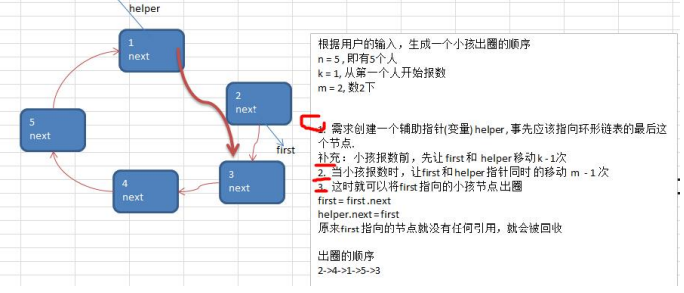 helper
1
next
2
next
first
5
next
4
next
3
next
根据用户的输入，生成一个小孩出圈的顺序
n = 5 , 即有5个人
k = 1, 从第一个人开始报数
m = 2, 数2下
1. 需求创建一个辅助指针(变量) helper , 事先应该指向环形链表的最后这
个节点.
补充：小孩报数前，先让 first 和 helper 移动 k - 1次
2. 当小孩报数时，让first 和 helper 指针同时 的移动 m - 1 次
3. 这时就可以将first 指向的小孩节点 出圈
first = first .next
helper.next = first
原来first 指向的节点就没有任何引用，就会被回收
出圈的顺序
2->4->1->5->3